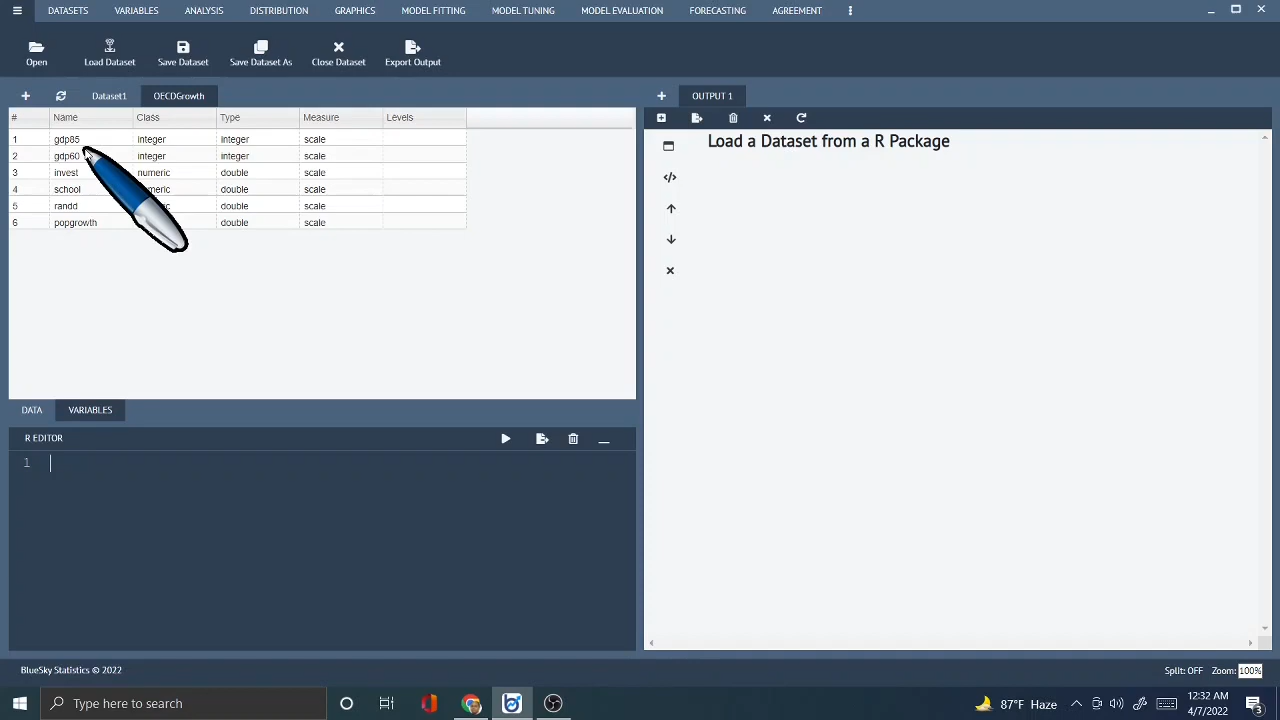 DATASETS VARIABLES ANALYSIS DISTRIBUTION GRAPHICS MODEL FITTING MODEL TUNING MODEL EVALUATION FORECASTING AGREEMENT
Open Load Dataset Save Dataset Save Dataset As Close Dataset Export Output
Dataset1 OECDGrowth
# Name Class Type Measure Levels
1 gdp85 integer integer scale
2 gdp60 integer integer scale
3 invest numeric double scale
4 school double scale
5 randd double scale
6 popgrowth double scale
DATA VARIABLES
R EDITOR
1
OUTPUT 1
Load a Dataset from a R Package
BlueSky Statistics © 2022
Split: OFF Zoom: 100%
Type here to search
87°F Haze
12:32 AM
4/7/2022
3